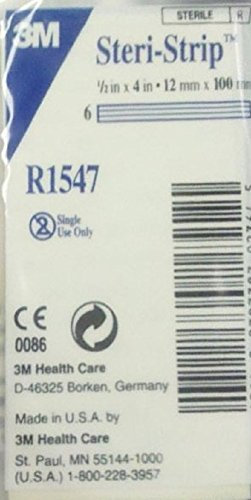 3M
STERILE R
Steri-Strip™
1/2 in x 4 in • 12 mm x 100 mm
6
R1547
2
Single
Use Only
CE
0086
3M Health Care
D-46325 Borken, Germany
Made in U.S.A. by
3M Health Care
St. Paul, MN 55144-1000
(U.S.A.) 1-800-228-3957